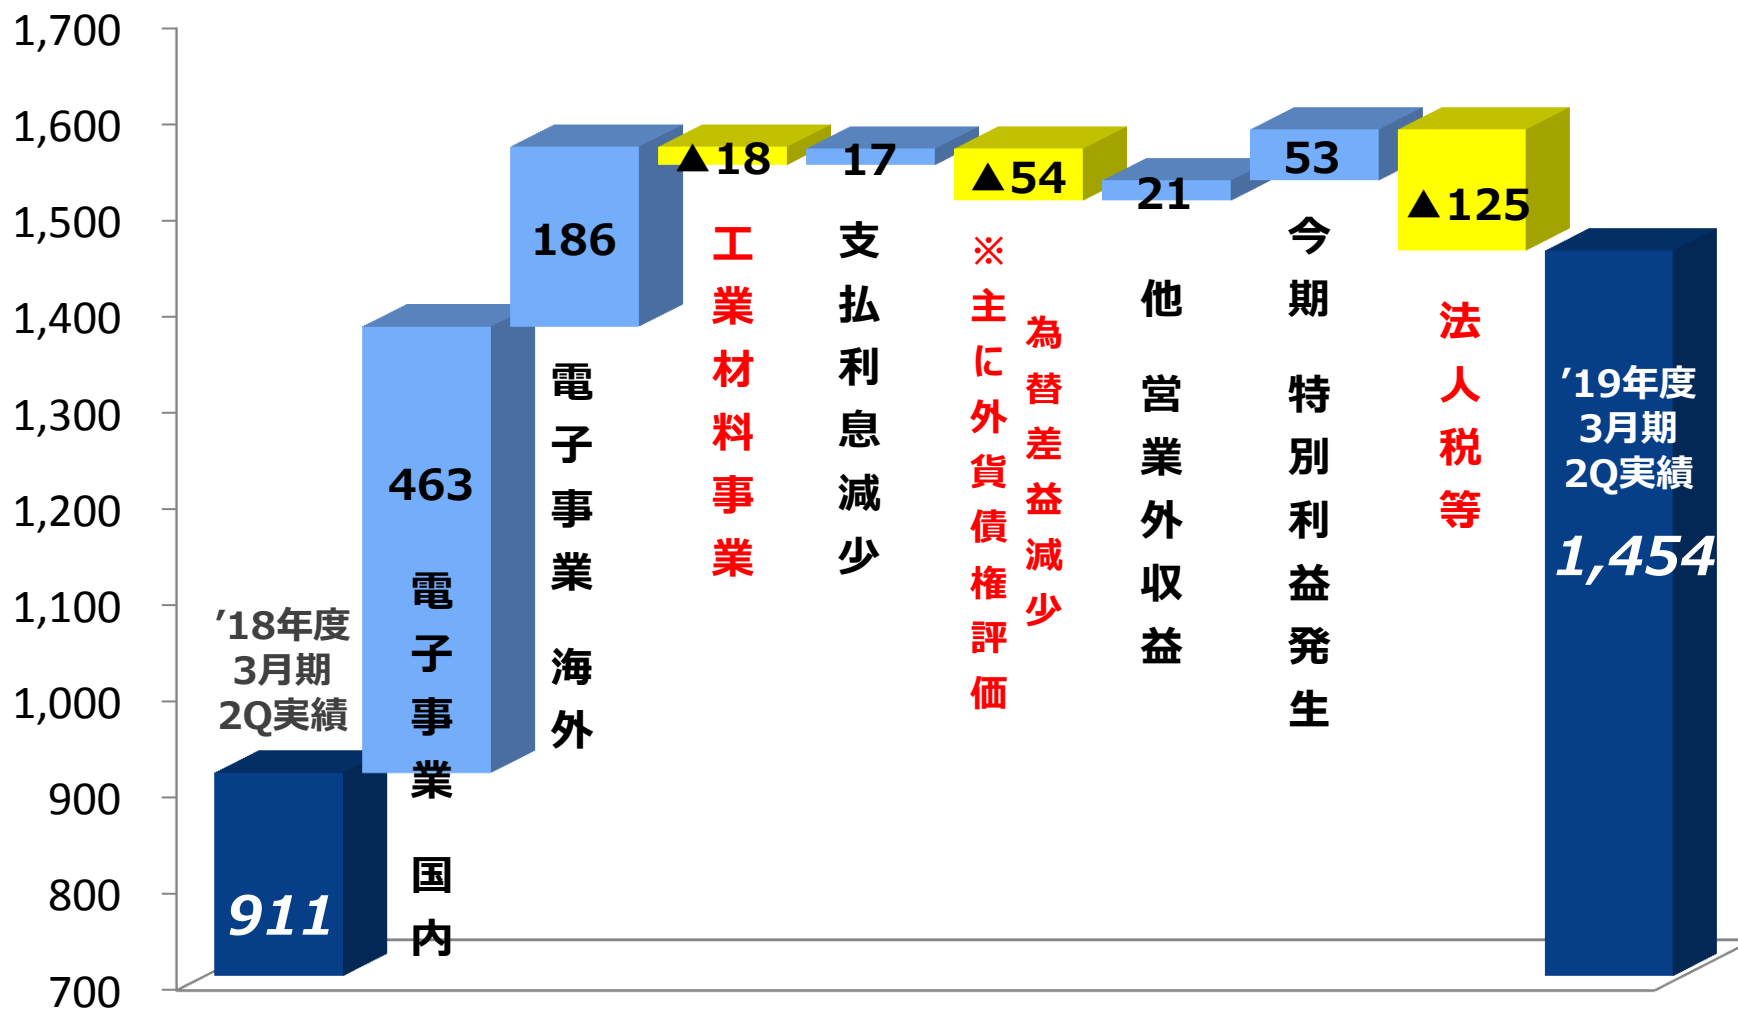 1,700
1,600
1,500
1,400
1,300
1,200
1,100
1,000
900
800
700
’18年度
3月期
2Q実績
911
463
電子事業 国内
186
電子事業 海外
▲18
工業材料事業
17
支払利息減少
▲54
為替差益減少
※主に外貨債権評価
21
他 営業外収益
53
今期 特別利益発生
▲125
法人税等
’19年度
3月期
2Q実績
1,454